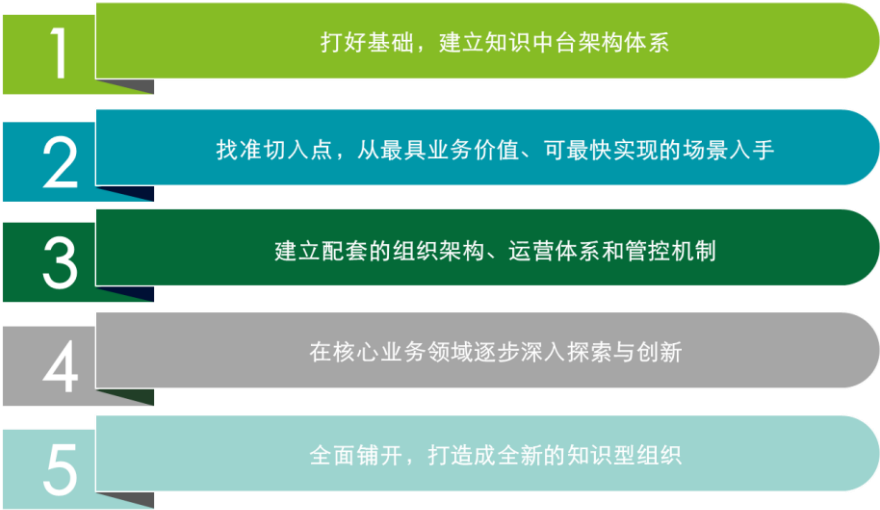 1
打好基础，建立知识中台架构体系
2
找准切入点，从最具业务价值、可最快实现的场景入手
3
建立配套的组织架构、运营体系和管控机制
4
在核心业务领域逐步深入探索与创新
5
全面铺开，打造成全新的知识型组织